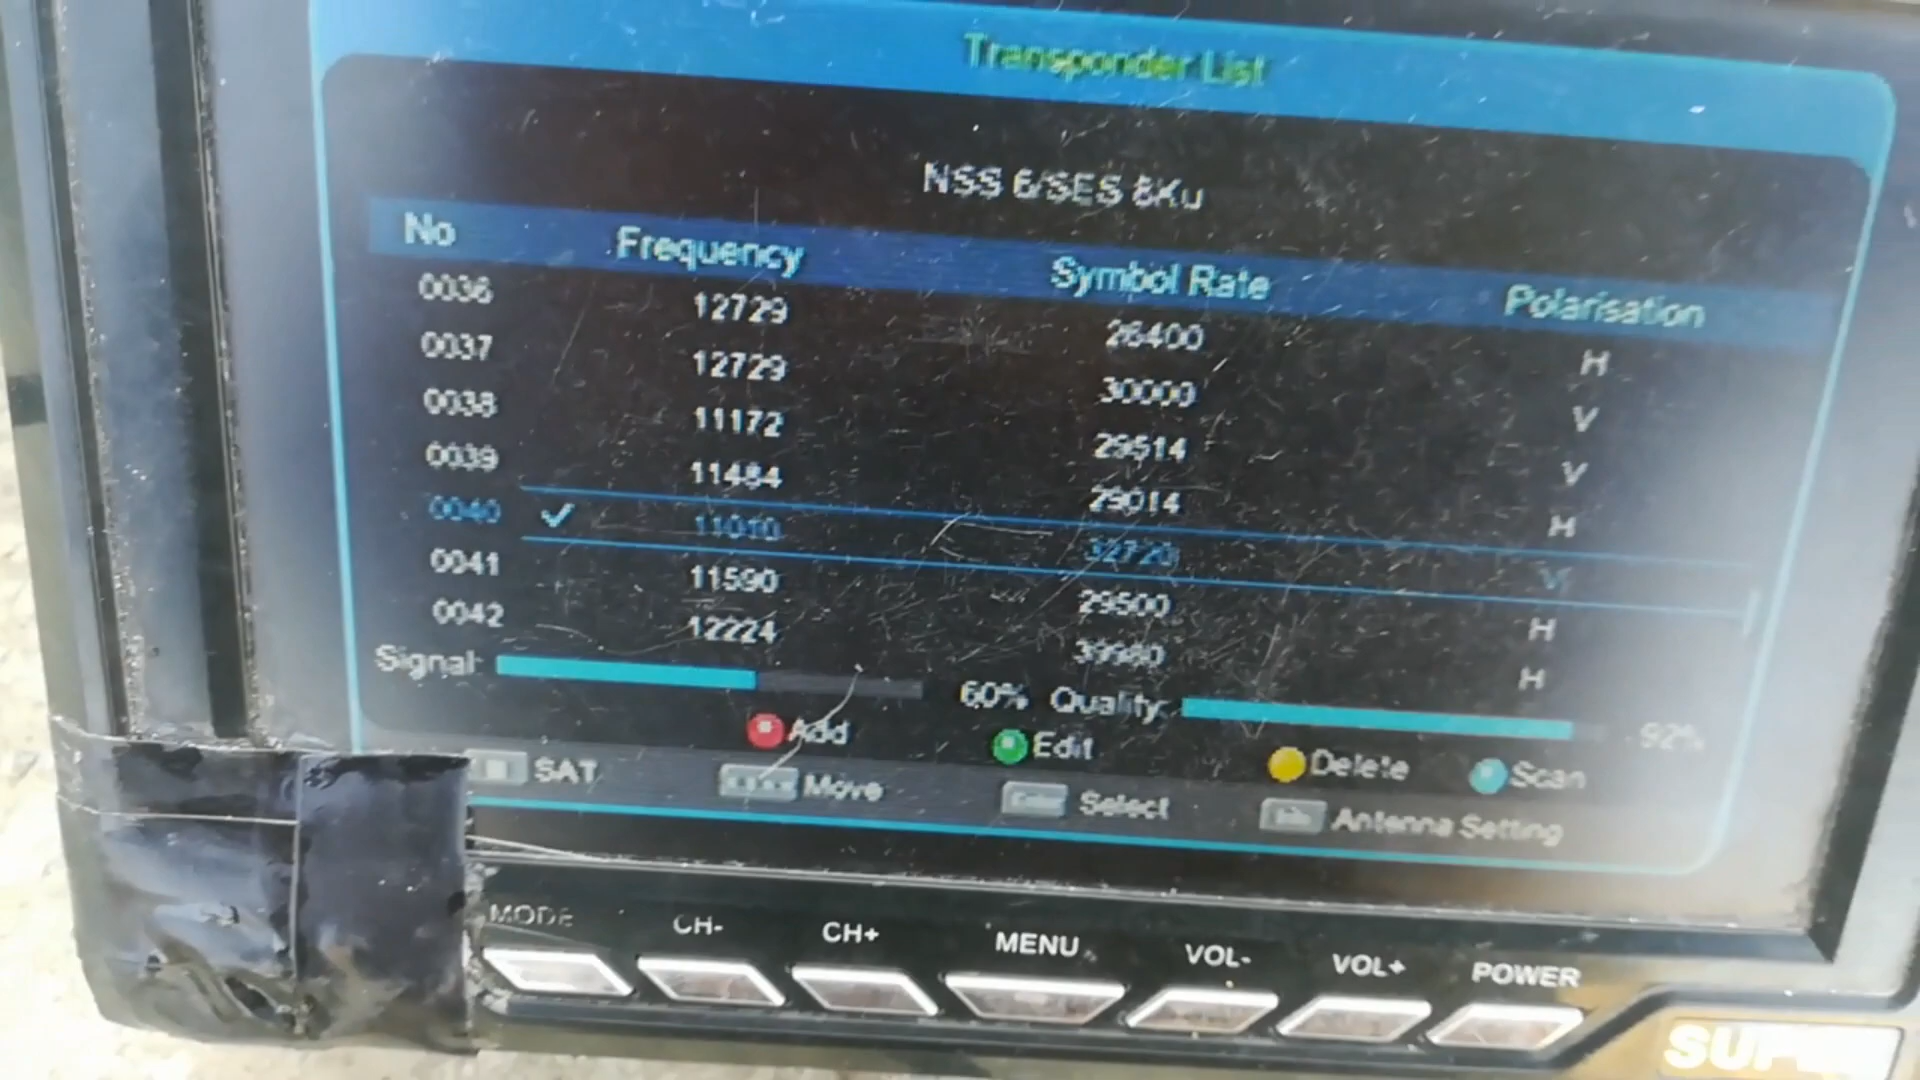 Transponder List
NSS 6/SES 8Ku
No Frequency Symbol Rate Polarisation
0036 12729 26400 H
0037 12729 30000 V
0038 11172 29514 V
0039 11484 29014 H
0040 11010 32720 V
0041 11590 29500 H
0042 12224 39980 H
Signal: 60% Quality: 92%
Add Edit Delete Scan
SAT Move Select Antenna Setting
MODE CH- CH+ MENU VOL- VOL+ POWER